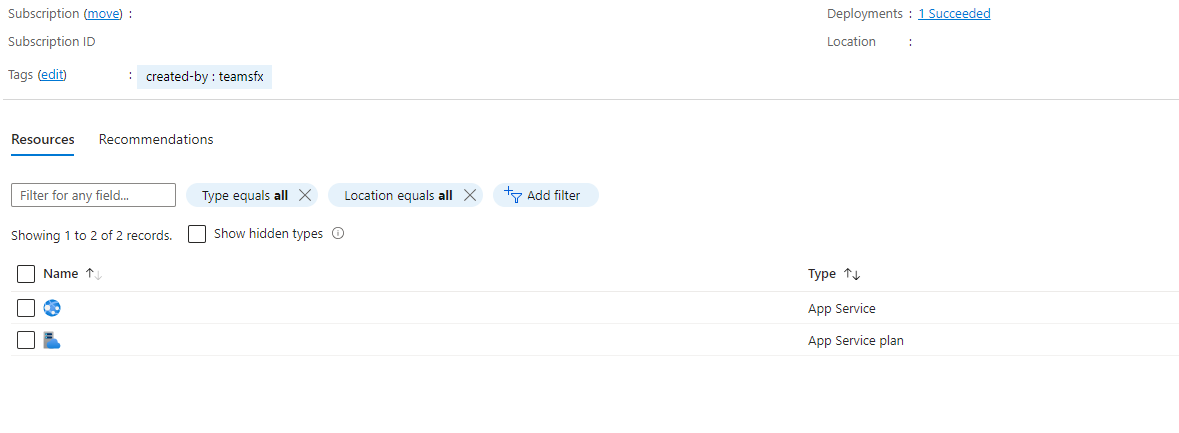 Subscription (move) :
Deployments : 1 Succeeded
Subscription ID
Location :
Tags (edit) : created-by : teamsfx
Resources Recommendations
Filter for any field... Type equals all Location equals all Add filter
Showing 1 to 2 of 2 records. Show hidden types
Name Type
App Service
App Service plan